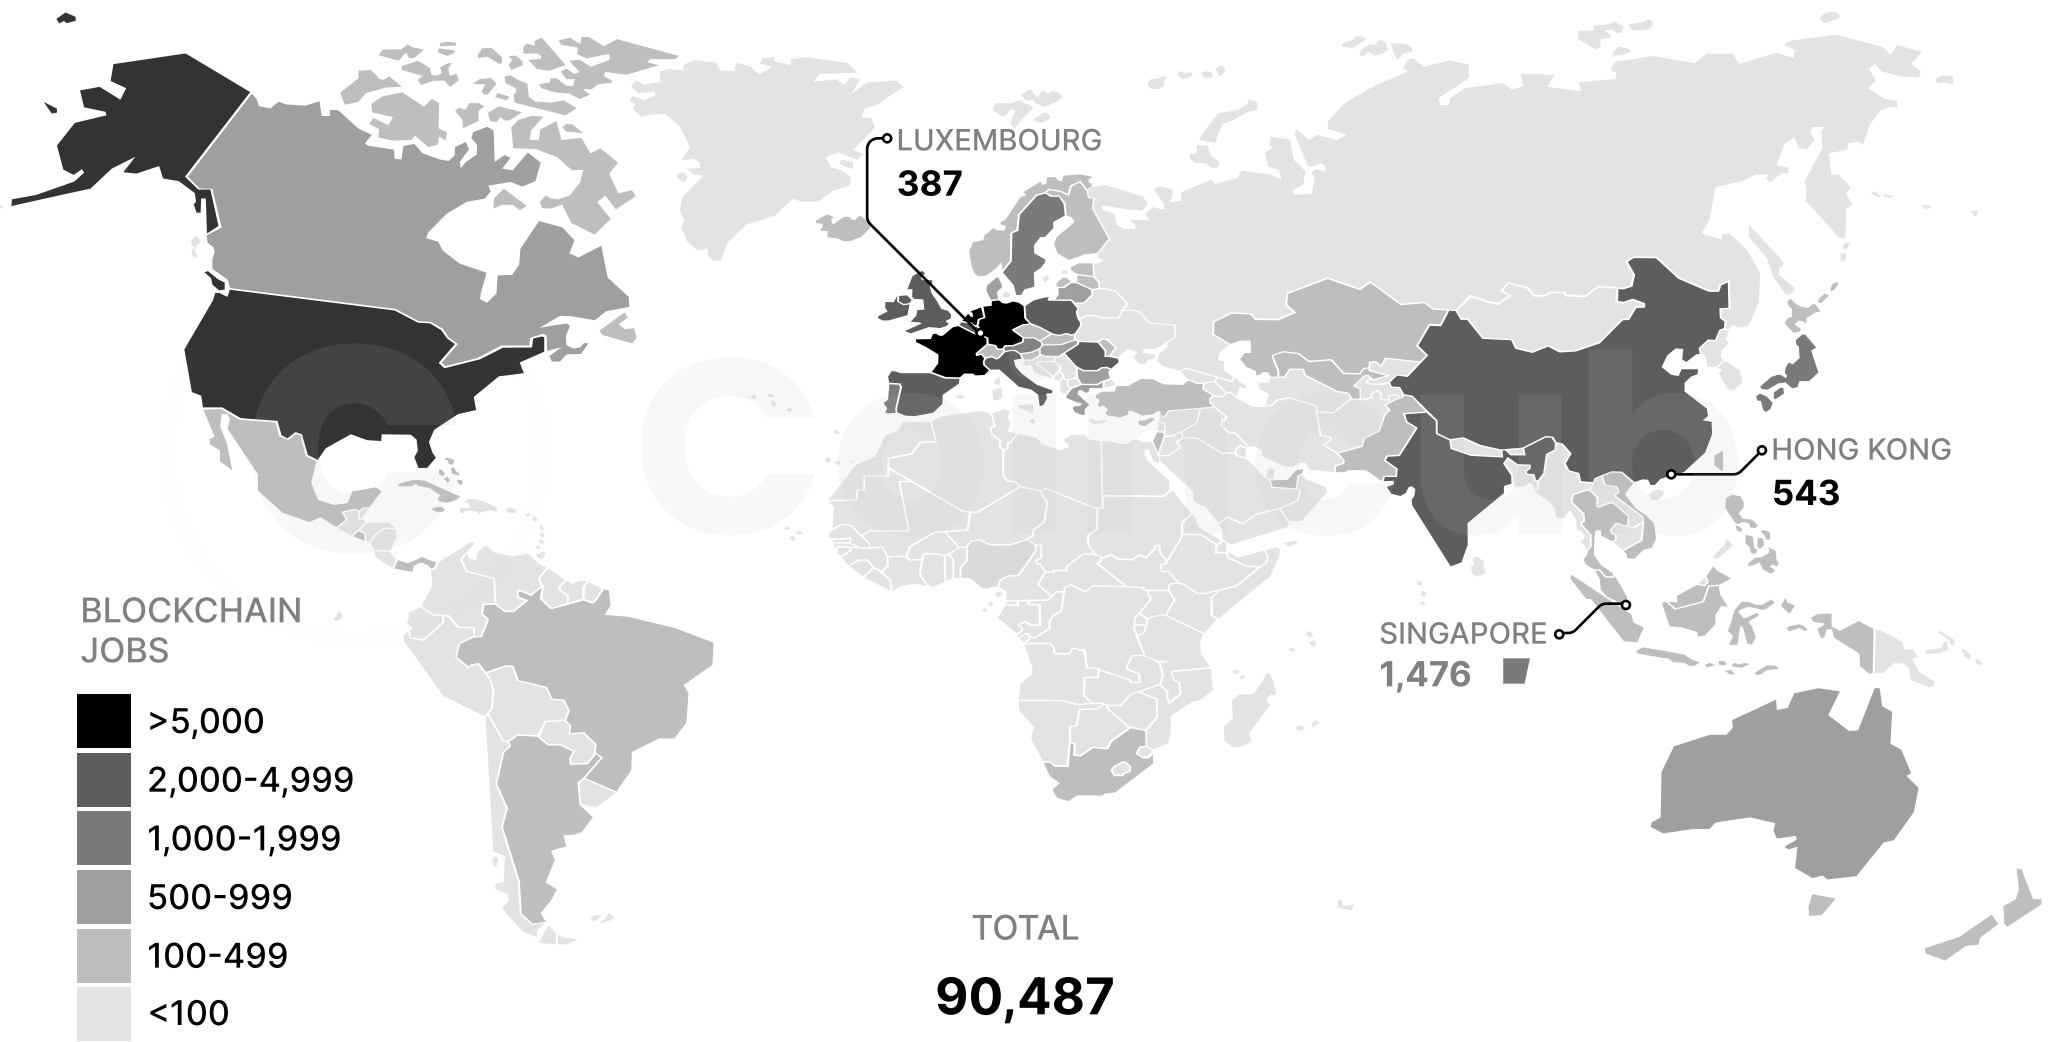 LUXEMBOURG
387
HONG KONG
543
SINGAPORE
1,476
BLOCKCHAIN
JOBS
>5,000
2,000-4,999
1,000-1,999
500-999
100-499
<100
TOTAL
90,487
coincub